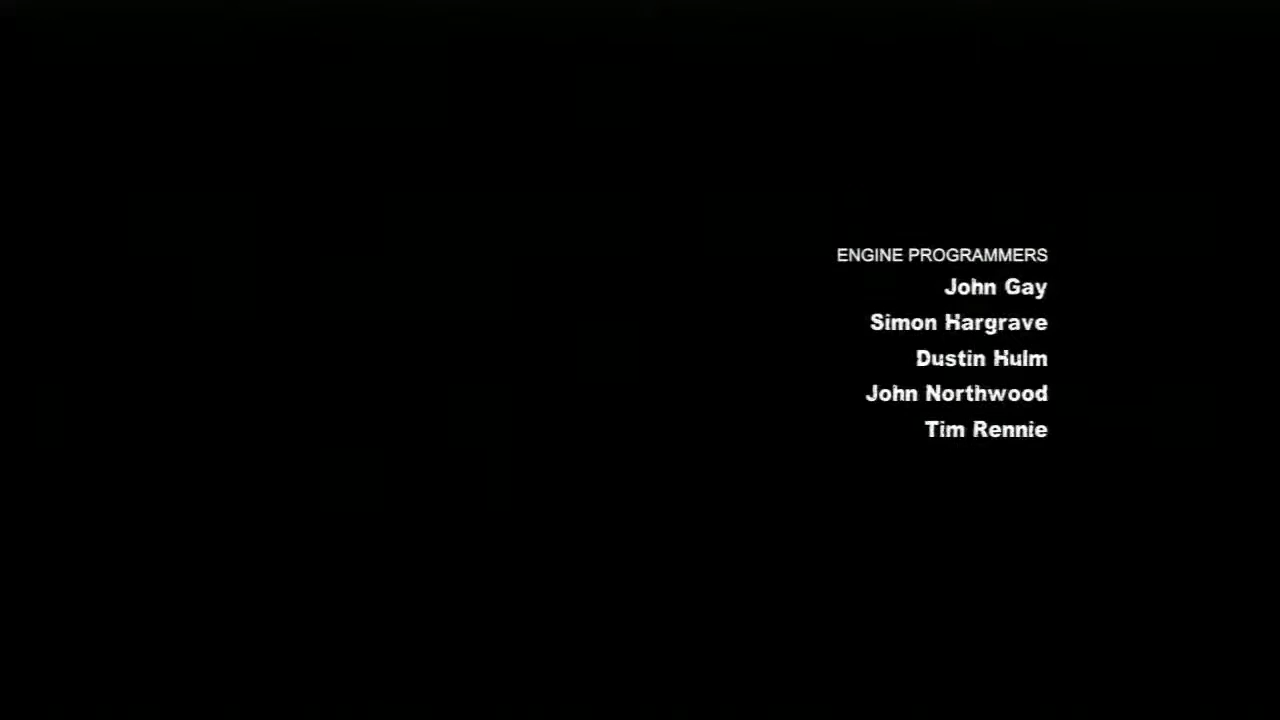 ENGINE PROGRAMMERS
John Gay
Simon Hargrave
Dustin Hulm
John Northwood
Tim Rennie